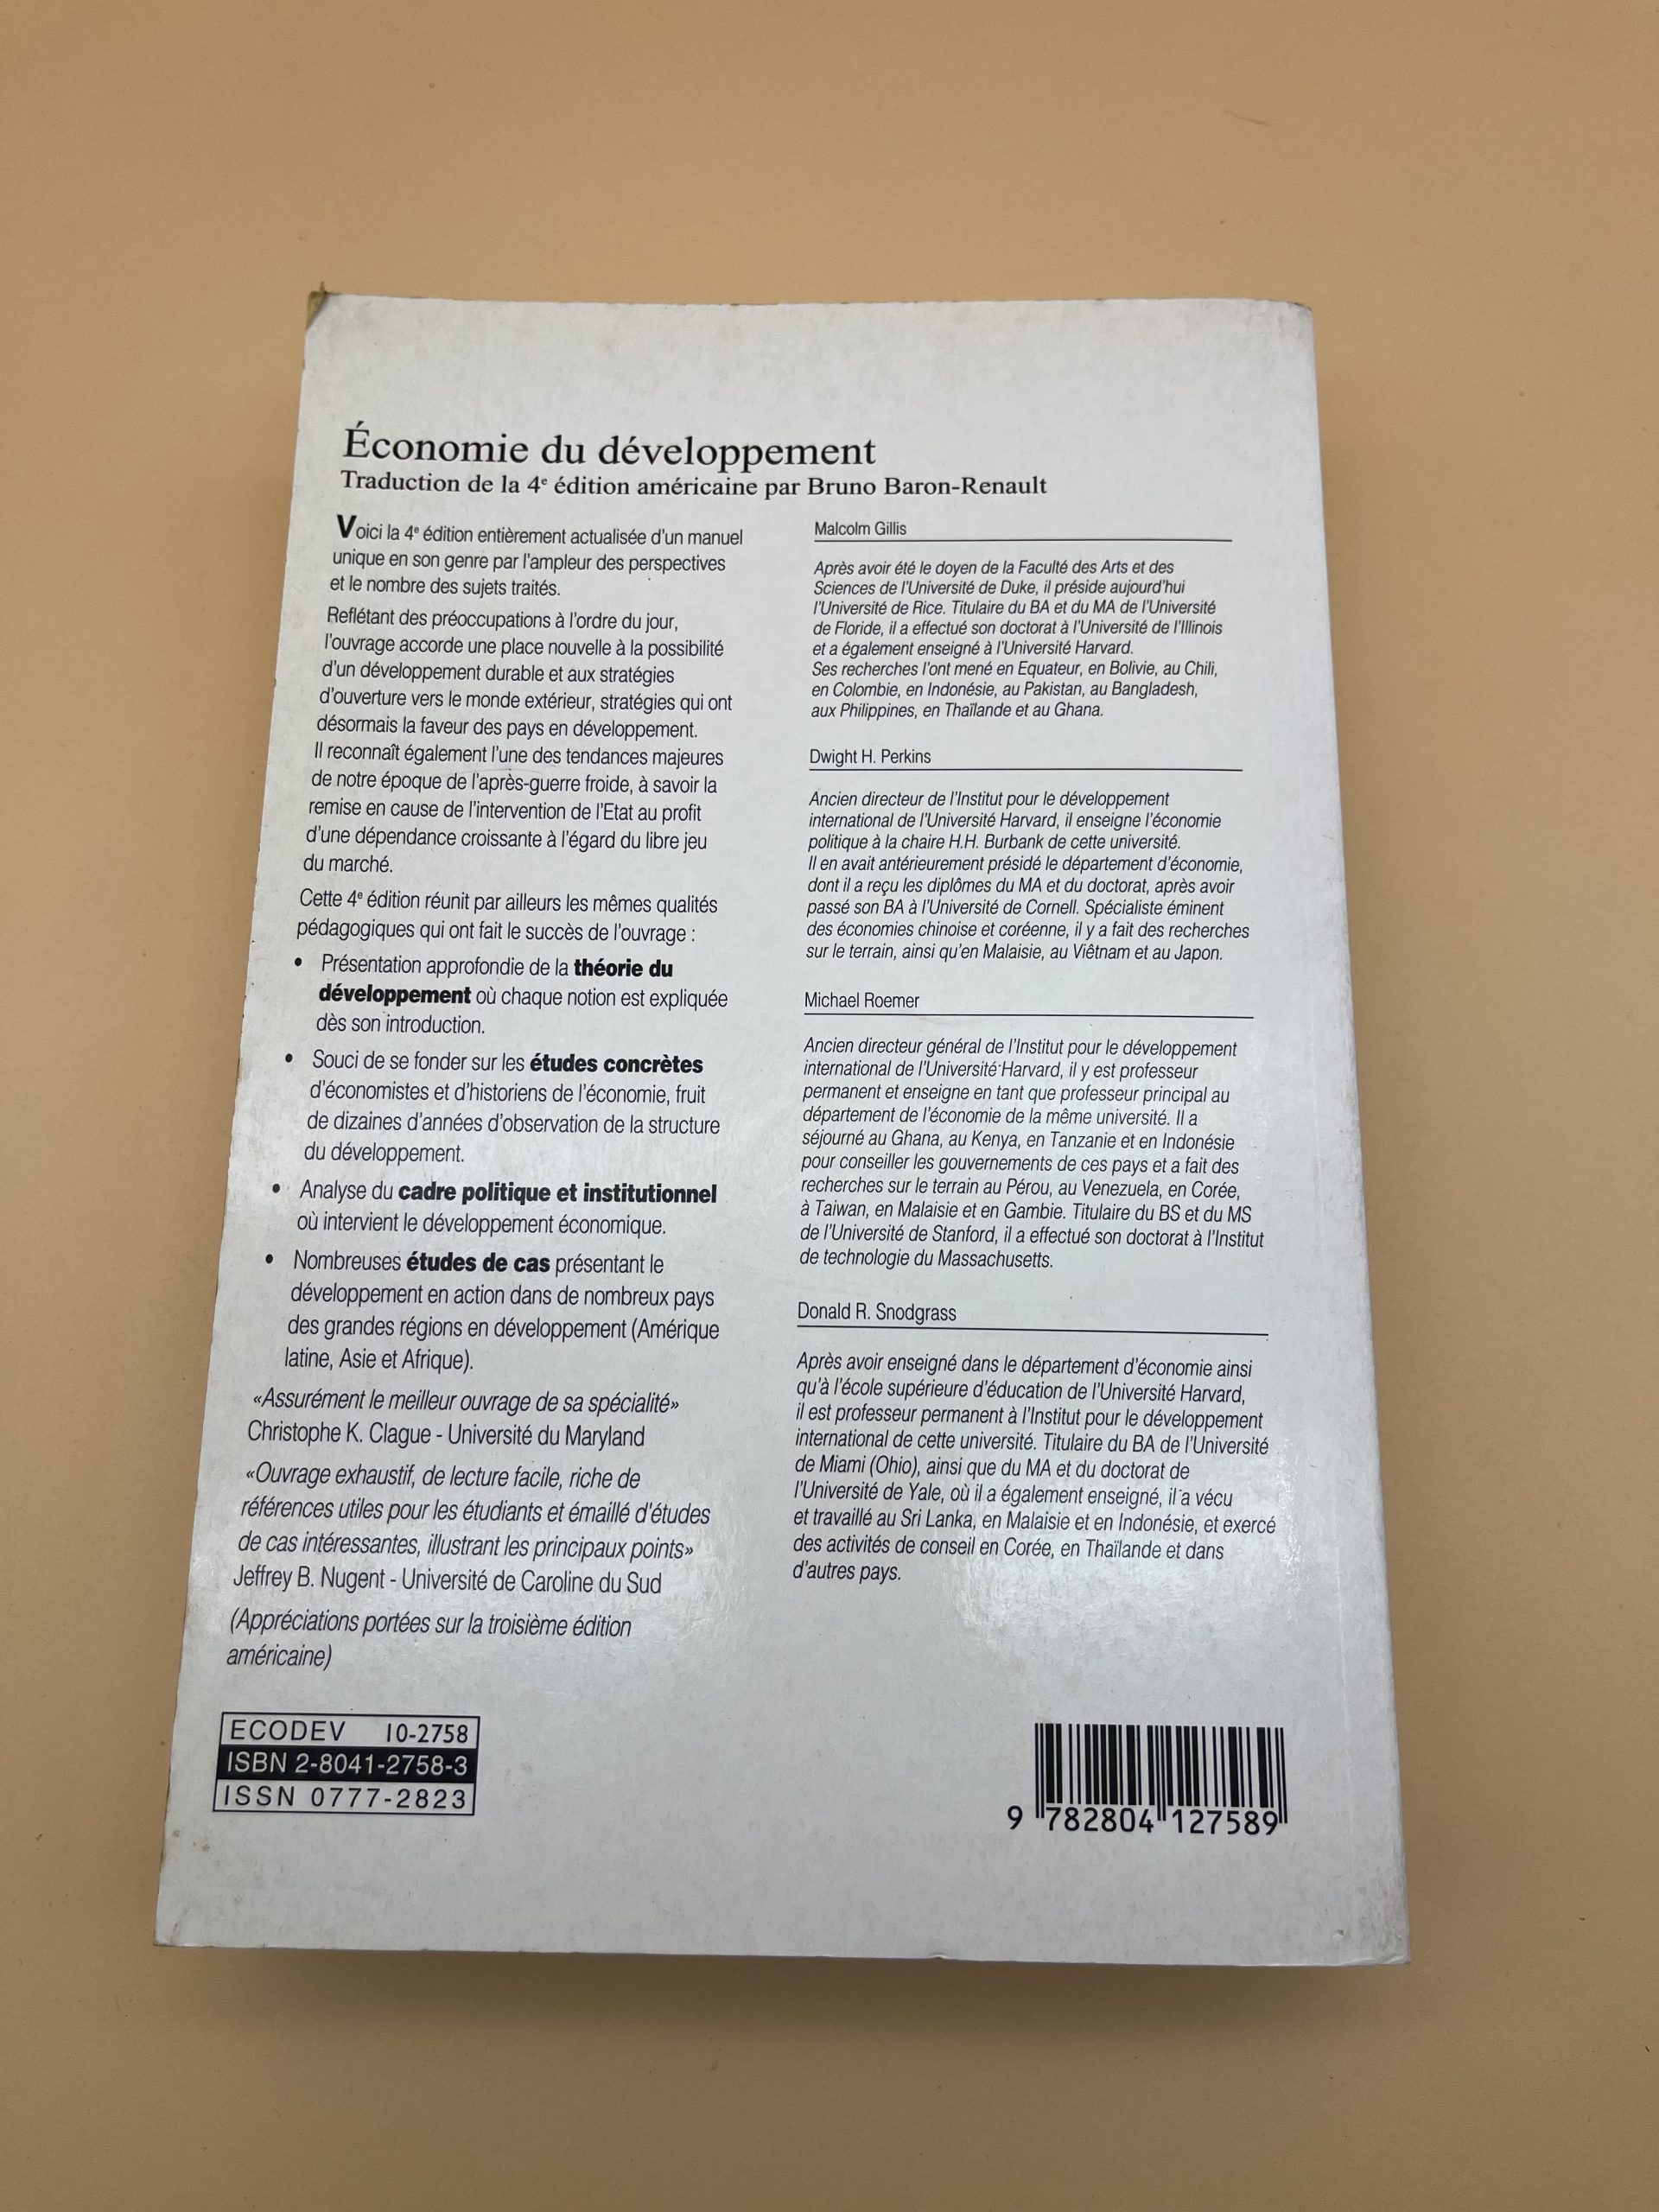 Économie du développement
Traduction de la 4e édition américaine par Bruno Baron-Renault
Voici la 4e édition entièrement actualisée d'un manuel
unique en son genre par l'ampleur des perspectives
et le nombre des sujets traités.
Reflétant des préoccupations à l'ordre du jour,
l'ouvrage accorde une place nouvelle à la possibilité
d'un développement durable et aux stratégies
d'ouverture vers le monde extérieur, stratégies qui ont
désormais la faveur des pays en développement.
Il reconnaît également l'une des tendances majeures
de notre époque de l'après-guerre froide, à savoir la
remise en cause de l'intervention de l'Etat au profit
d'une dépendance croissante à l'égard du libre jeu
du marché.
Cette 4e édition réunit par ailleurs les mêmes qualités
pédagogiques qui ont fait le succès de l'ouvrage :
• Présentation approfondie de la théorie du
développement où chaque notion est expliquée
dès son introduction.
• Souci de se fonder sur les études concrètes
d'économistes et d'historiens de l'économie, fruit
de dizaines d'années d'observation de la structure
du développement.
• Analyse du cadre politique et institutionnel
où intervient le développement économique.
• Nombreuses études de cas présentant le
développement en action dans de nombreux pays
des grandes régions en développement (Amérique
latine, Asie et Afrique).
«Assurément le meilleur ouvrage de sa spécialité»
Christophe K. Clague - Université du Maryland
«Ouvrage exhaustif, de lecture facile, riche de
références utiles pour les étudiants et émaillé d'études
de cas intéressantes, illustrant les principaux points»
Jeffrey B. Nugent - Université de Caroline du Sud
(Appréciations portées sur la troisième édition
américaine)
Malcolm Gillis
Après avoir été le doyen de la Faculté des Arts et des
Sciences de l'Université de Duke, il préside aujourd'hui
l'Université de Rice. Titulaire du BA et du MA de l'Université
de Floride, il a effectué son doctorat à l'Université de l'Illinois
et a également enseigné à l'Université Harvard.
Ses recherches l'ont mené en Equateur, en Bolivie, au Chili,
en Colombie, en Indonésie, au Pakistan, au Bangladesh,
aux Philippines, en Thaïlande et au Ghana.
Dwight H. Perkins
Ancien directeur de l'Institut pour le développement
international de l'Université Harvard, il enseigne l'économie
politique à la chaire H.H. Burbank de cette université.
Il en avait antérieurement présidé le département d'économie,
dont il a reçu les diplômes du MA et du doctorat, après avoir
passé son BA à l'Université de Cornell. Spécialiste éminent
des économies chinoise et coréenne, il y a fait des recherches
sur le terrain, ainsi qu'en Malaisie, au Viêtnam et au Japon.
Michael Roemer
Ancien directeur général de l'Institut pour le développement
international de l'Université Harvard, il y est professeur
permanent et enseigne en tant que professeur principal au
département de l'économie de la même université. Il a
séjourné au Ghana, au Kenya, en Tanzanie et en Indonésie
pour conseiller les gouvernements de ces pays et a fait des
recherches sur le terrain au Pérou, au Venezuela, en Corée,
à Taiwan, en Malaisie et en Gambie. Titulaire du BS et du MS
de l'Université de Stanford, il a effectué son doctorat à l'Institut
de technologie du Massachusetts.
Donald R. Snodgrass
Après avoir enseigné dans le département d'économie ainsi
qu'à l'école supérieure d'éducation de l'Université Harvard,
il est professeur permanent à l'Institut pour le développement
international de cette université. Titulaire du BA de l'Université
de Miami (Ohio), ainsi que du MA et du doctorat de
l'Université de Yale, où il a également enseigné, il a vécu
et travaillé au Sri Lanka, en Malaisie et en Indonésie, et exercé
des activités de conseil en Corée, en Thaïlande et dans
d'autres pays.
ECODEV 10-2758
ISBN 2-8041-2758-3
ISSN 0777-2823
9 782804 127589